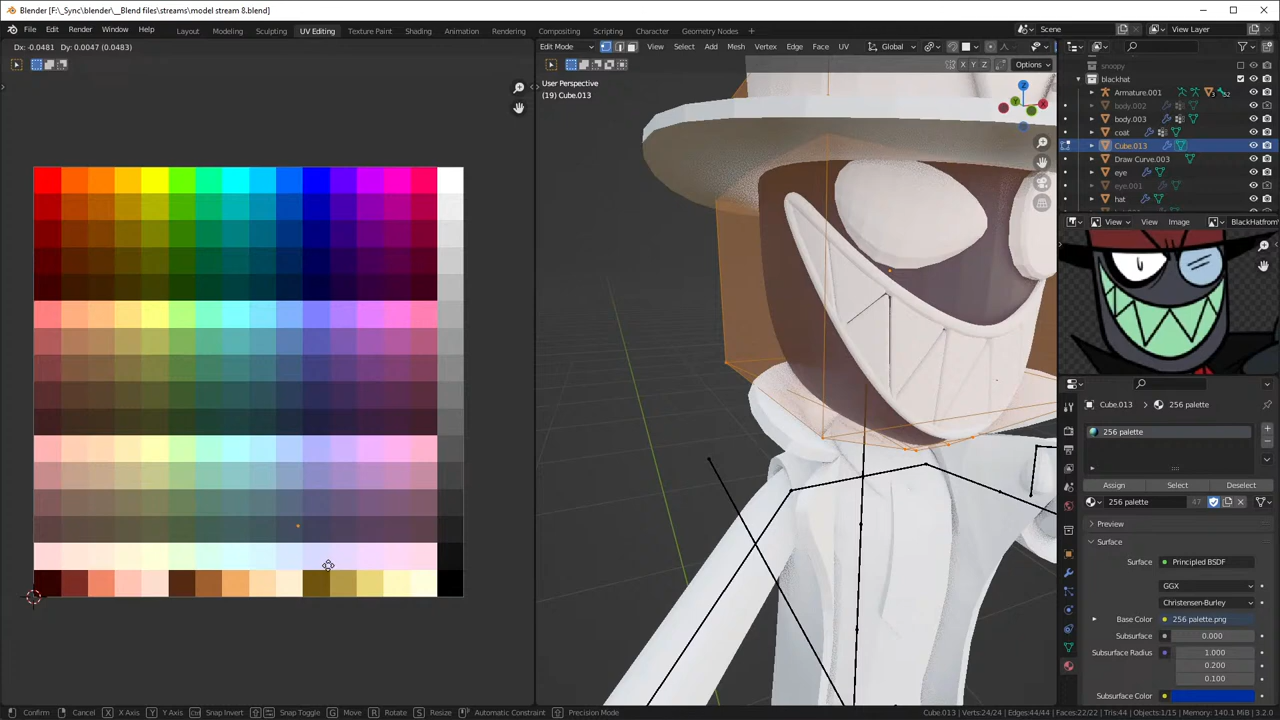 Blender [F:\_Sync\blender\__Blend files\streams\model stream 8.blend]
File Edit Render Window Help Layout Modeling Sculpting UV Editing Texture Paint Shading Animation Rendering Compositing Scripting Character Geometry Nodes Scene View Layer
Dx: -0.0481 Dy: 0.0047 (0.0483)
Edit Mode View Select Add Mesh Vertex Edge Face UV Global
X Y Z Options
User Perspective
(19) Cube.013
snoopy
blackhat
Armature.001
body.002
body.003
coat
Cube.013
Draw Curve.003
eye
eye.001
hat
View View Image BlackHatfrom
Cube.013 256 palette
256 palette
Assign Select Deselect
256 palette 47
Preview
Surface
Surface Principled BSDF
GGX
Christensen-Burley
Base Color 256 palette.png
Subsurface 0.000
Subsurface Radius 1.000
0.200
0.100
Subsurface Color
Confirm Cancel X X Axis Y Y Axis Snap Invert Snap Toggle G Move R Rotate S Resize Automatic Constraint Precision Mode Cube.013 | Verts:24/24 | Edges:44/44 | Faces:22/22 | Tris:44 | Objects:1/15 | Memory: 140.1 MiB | 3.2.0